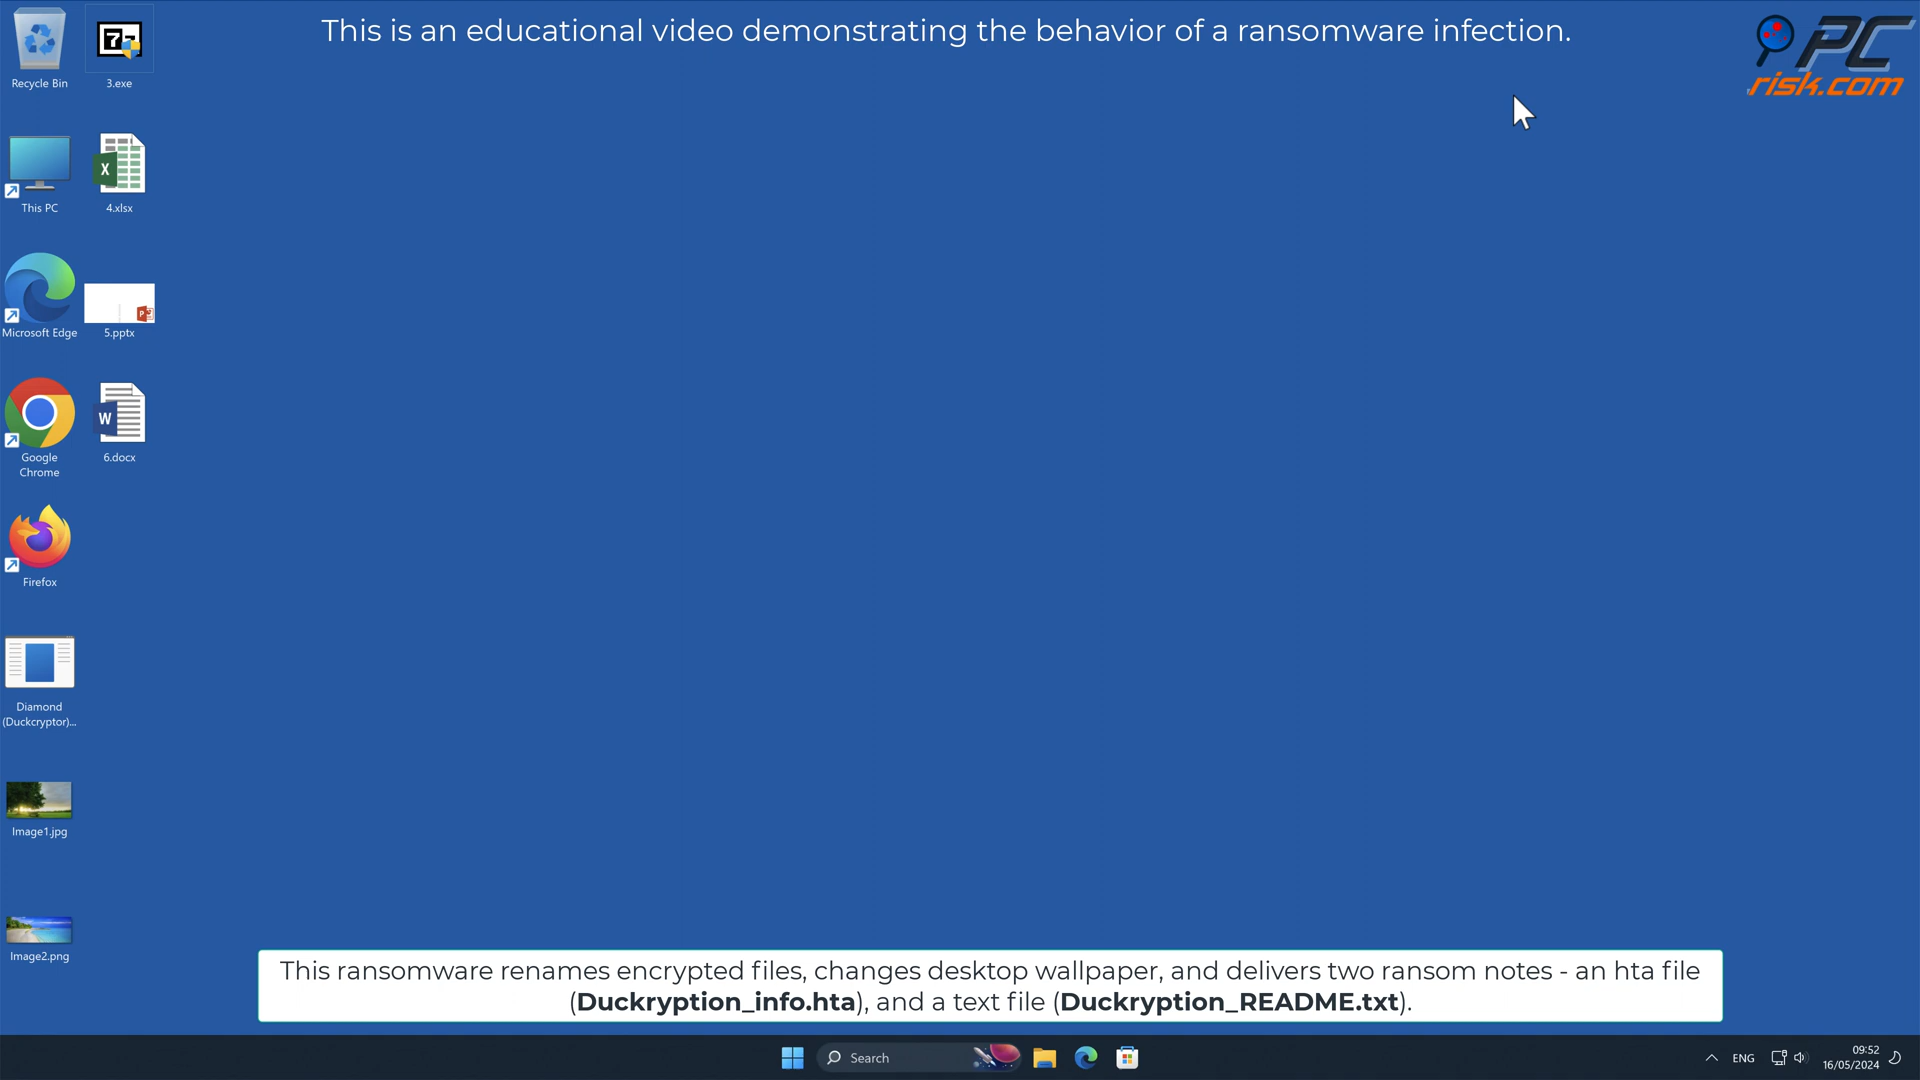 This is an educational video demonstrating the behavior of a ransomware infection.
PC
risk.com
Recycle Bin
3.exe
This PC
4.xlsx
Microsoft Edge
5.pptx
Google
Chrome
6.docx
Firefox
Diamond
(Duckcryptor)...
Image1.jpg
Image2.png
This ransomware renames encrypted files, changes desktop wallpaper, and delivers two ransom notes - an hta file
(Duckryption_info.hta), and a text file (Duckryption_README.txt).
Search
ENG
09:52
16/05/2024